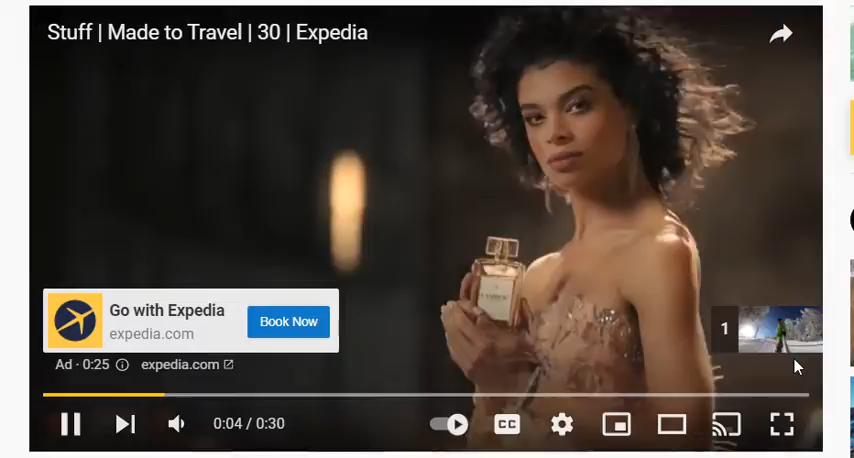 Stuff | Made to Travel | 30 | Expedia
Go with Expedia
expedia.com
Book Now
1
Ad · 0:25
expedia.com
0:04 / 0:30
CC